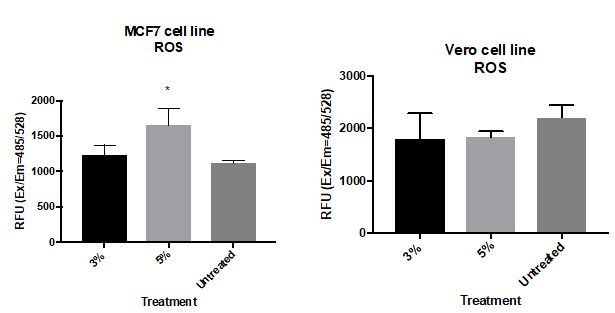 MCF7 cell line
ROS
*
2000
1500
1000
500
0
RFU (Ex/Em=485/528)
3%
5%
Untreated
Treatment
Vero cell line
ROS
3000
2000
1000
0
RFU (Ex/Em=485/528)
3%
5%
Untreated
Treatment